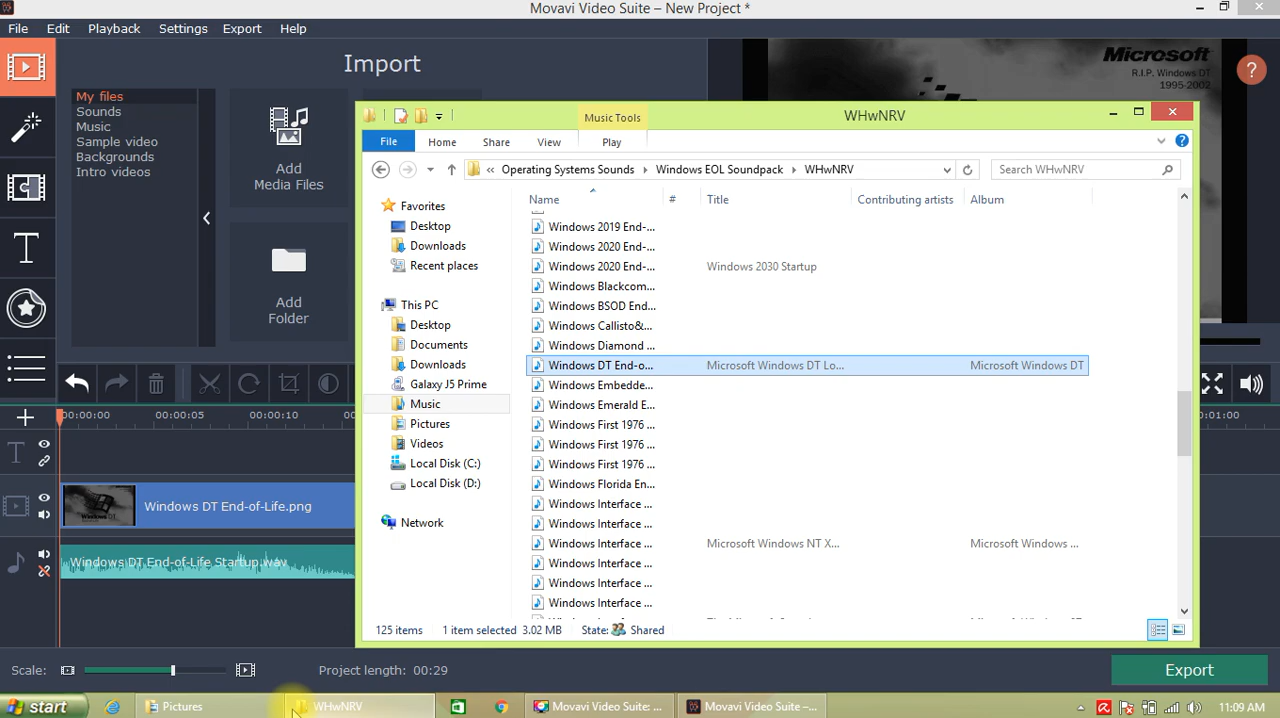 Movavi Video Suite – New Project *
File Edit Playback Settings Export Help
Import
My files
Sounds
Music
Sample video
Backgrounds
Intro videos
Add
Media Files
Add
Folder
Microsoft
R.I.P. Windows DT
1995-2002
?
Music Tools
WHwNRV
File Home Share View Play
« Operating Systems Sounds Windows EOL Soundpack WHwNRV
Search WHwNRV
Favorites
Desktop
Downloads
Recent places
This PC
Desktop
Documents
Downloads
Galaxy J5 Prime
Music
Pictures
Videos
Local Disk (C:)
Local Disk (D:)
Network
Name # Title Contributing artists Album
Windows 2019 End-...
Windows 2020 End-...
Windows 2020 End-... Windows 2030 Startup
Windows Blackcom...
Windows BSOD End...
Windows Callisto&...
Windows Diamond ...
Windows DT End-o... Microsoft Windows DT Lo... Microsoft Windows DT
Windows Embedde...
Windows Emerald E...
Windows First 1976 ...
Windows First 1976 ...
Windows First 1976 ...
Windows Florida En...
Windows Interface ...
Windows Interface ...
Windows Interface ... Microsoft Windows NT X... Microsoft Windows ...
Windows Interface ...
Windows Interface ...
Windows Interface ...
125 items 1 item selected 3.02 MB State: Shared
00:00:00 00:00:05 00:00:10 0:01:00
T
Windows DT End-of-Life.png
Windows DT End-of-Life Startup.wav
Scale: Project length: 00:29
Export
start Pictures WHwNRV Movavi Video Suite: ... Movavi Video Suite –... 11:09 AM